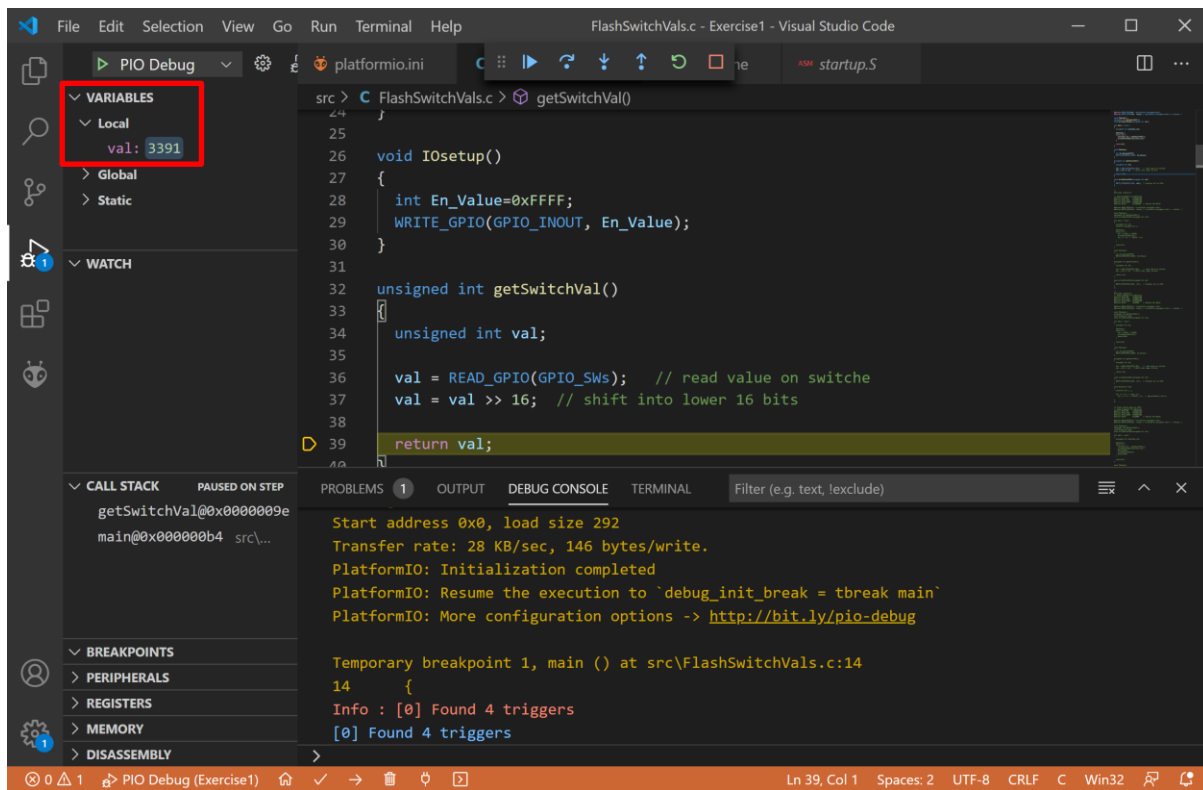 File Edit Selection View Go Run Terminal Help FlashSwitchVals.c - Exercise1 - Visual Studio Code
PIO Debug
platformio.ini
C
ne
ASM startup.S
VARIABLES
Local
val: 3391
Global
Static
WATCH
CALL STACK PAUSED ON STEP
getSwitchVal@0x0000009e
main@0x000000b4 src\...
BREAKPOINTS
PERIPHERALS
REGISTERS
MEMORY
DISASSEMBLY
1
1
src > C FlashSwitchVals.c > getSwitchVal()
24 }
25
26 void IOsetup()
27 {
28 int En_Value=0xFFFF;
29 WRITE_GPIO(GPIO_INOUT, En_Value);
30 }
31
32 unsigned int getSwitchVal()
33 {
34 unsigned int val;
35
36 val = READ_GPIO(GPIO_SWs); // read value on switche
37 val = val >> 16; // shift into lower 16 bits
38
39 return val;
40 }
PROBLEMS 1 OUTPUT DEBUG CONSOLE TERMINAL Filter (e.g. text, !exclude)
Start address 0x0, load size 292
Transfer rate: 28 KB/sec, 146 bytes/write.
PlatformIO: Initialization completed
PlatformIO: Resume the execution to `debug_init_break = tbreak main`
PlatformIO: More configuration options -> http://bit.ly/pio-debug
Temporary breakpoint 1, main () at src\FlashSwitchVals.c:14
14 {
Info : [0] Found 4 triggers
[0] Found 4 triggers
>
0 1 PIO Debug (Exercise1) Ln 39, Col 1 Spaces: 2 UTF-8 CRLF C Win32